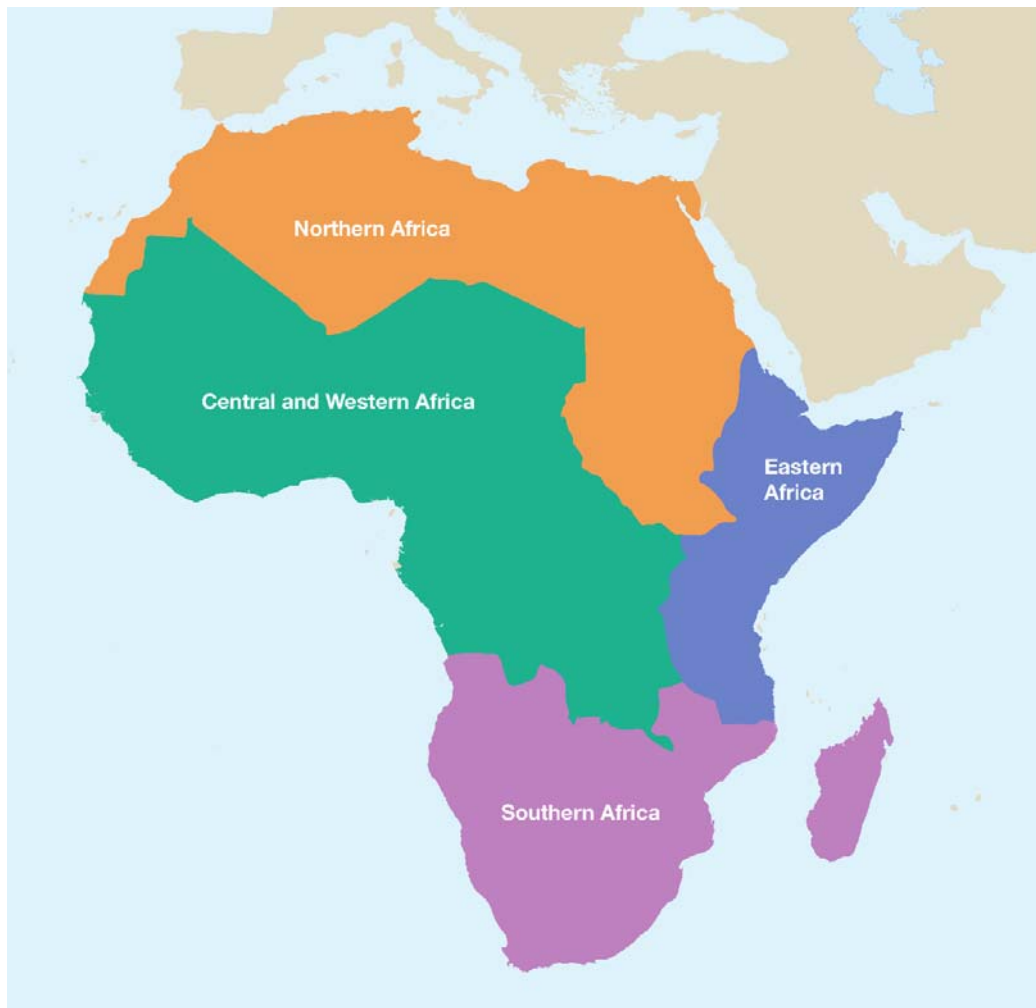 Northern Africa
Central and Western Africa
Eastern
Africa
Southern Africa